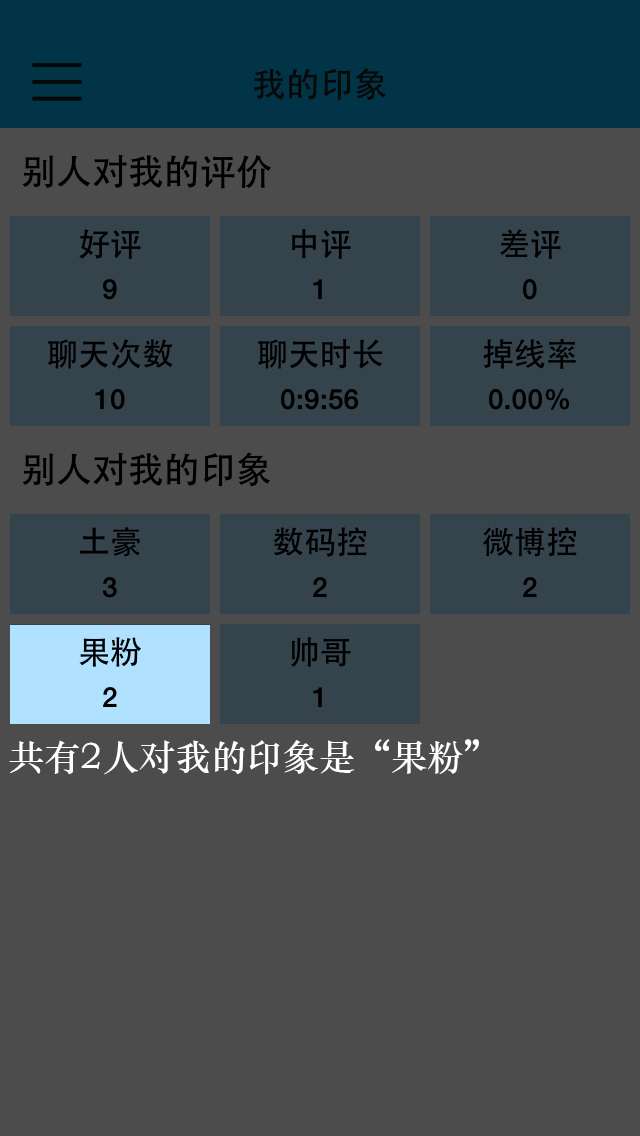 我的印象
别人对我的评价
好评 中评 差评
9 1 0
聊天次数 聊天时长 掉线率
10 0:9:56 0.00%
别人对我的印象
土豪 数码控 微博控
3 2 2
果粉 帅哥
2 1
共有2人对我的印象是“果粉”